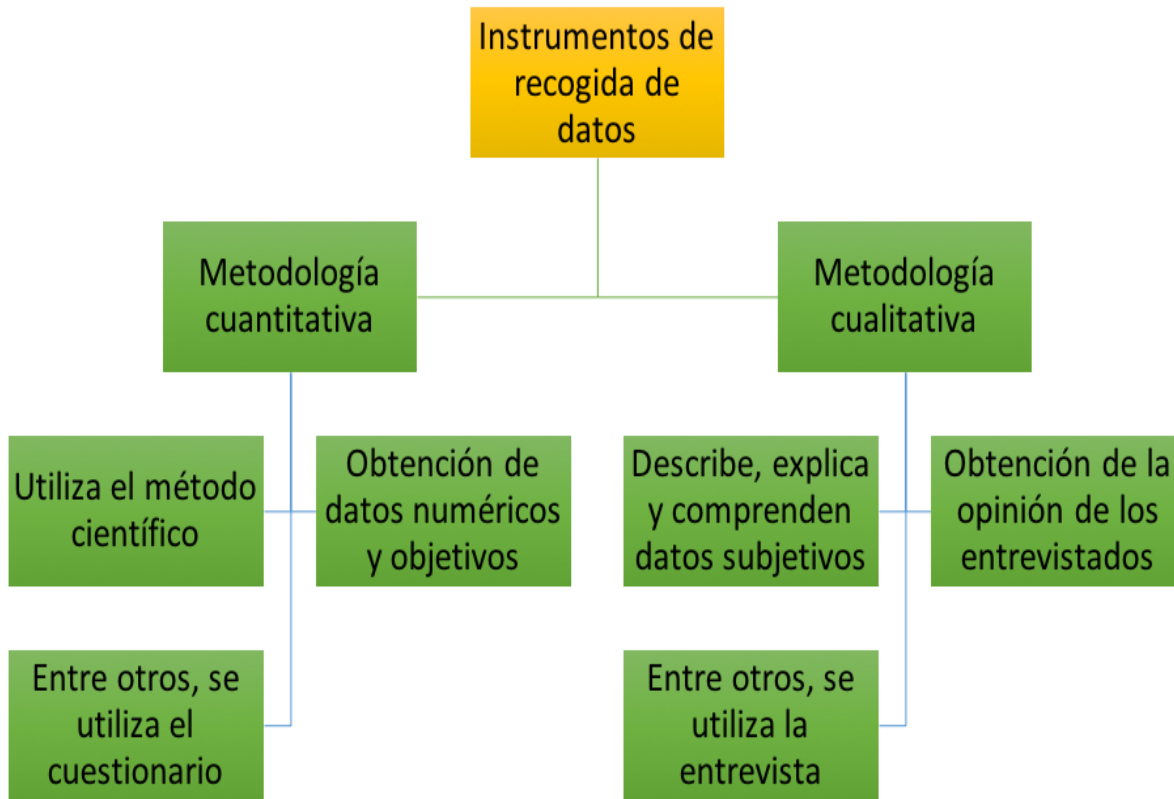 Instrumentos de
recogida de
datos
Metodología
cuantitativa
Metodología
cualitativa
Utiliza el método
científico
Obtención de
datos numéricos
y objetivos
Describe, explica
y comprenden
datos subjetivos
Obtención de la
opinión de los
entrevistados
Entre otros, se
utiliza el
cuestionario
Entre otros, se
utiliza la
entrevista